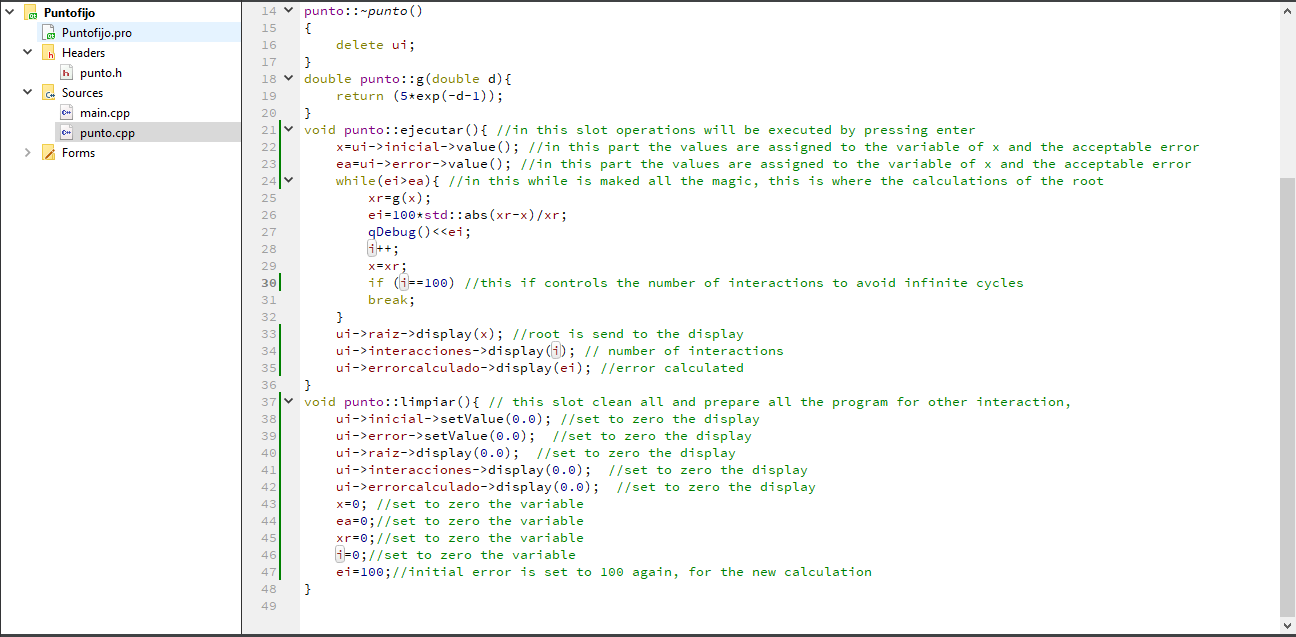 Puntofijo
Puntofijo.pro
Headers
punto.h
Sources
main.cpp
punto.cpp
Forms
14 punto::~punto()
15 {
16 delete ui;
17 }
18 double punto::g(double d){
19 return (5*exp(-d-1));
20 }
21 void punto::ejecutar(){ //in this slot operations will be executed by pressing enter
22 x=ui->inicial->value(); //in this part the values are assigned to the variable of x and the acceptable error
23 ea=ui->error->value(); //in this part the values are assigned to the variable of x and the acceptable error
24 while(ei>ea){ //in this while is maked all the magic, this is where the calculations of the root
25 xr=g(x);
26 ei=100*std::abs(xr-x)/xr;
27 qDebug()<<ei;
28 i++;
29 x=xr;
30 if (i==100) //this if controls the number of interactions to avoid infinite cycles
31 break;
32 }
33 ui->raiz->display(x); //root is send to the display
34 ui->interacciones->display(i); // number of interactions
35 ui->errorcalculado->display(ei); //error calculated
36 }
37 void punto::limpiar(){ // this slot clean all and prepare all the program for other interaction,
38 ui->inicial->setValue(0.0); //set to zero the display
39 ui->error->setValue(0.0);  //set to zero the display
40 ui->raiz->display(0.0);  //set to zero the display
41 ui->interacciones->display(0.0);  //set to zero the display
42 ui->errorcalculado->display(0.0);  //set to zero the display
43 x=0; //set to zero the variable
44 ea=0;//set to zero the variable
45 xr=0;//set to zero the variable
46 i=0;//set to zero the variable
47 ei=100;//initial error is set to 100 again, for the new calculation
48 }
49